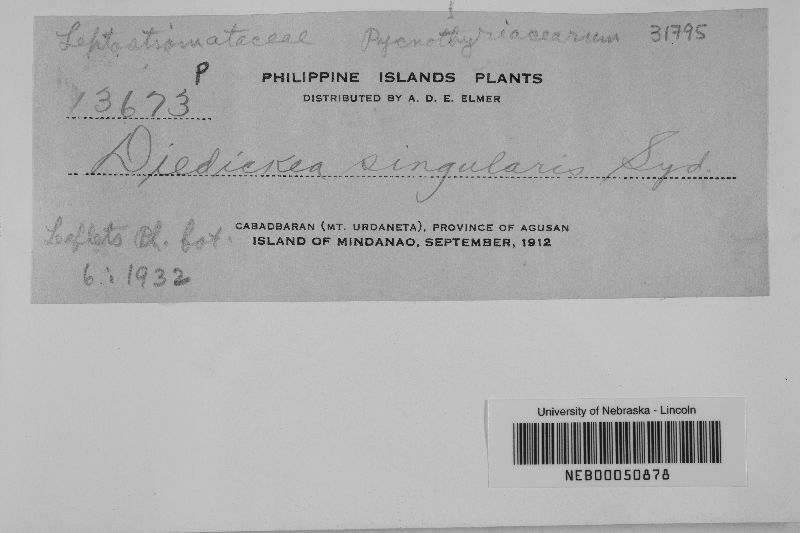 Leptostromataceae Pycnothyriacearum 31795
PHILIPPINE ISLANDS PLANTS
13673 P
DISTRIBUTED BY A. D. E. ELMER
Diedickea singularis Syd.
CABADBARAN (MT. URDANETA), PROVINCE OF AGUSAN
Leaflets Ph. bot.
ISLAND OF MINDANAO, SEPTEMBER, 1912
6 : 1932
University of Nebraska - Lincoln
NEB00050878